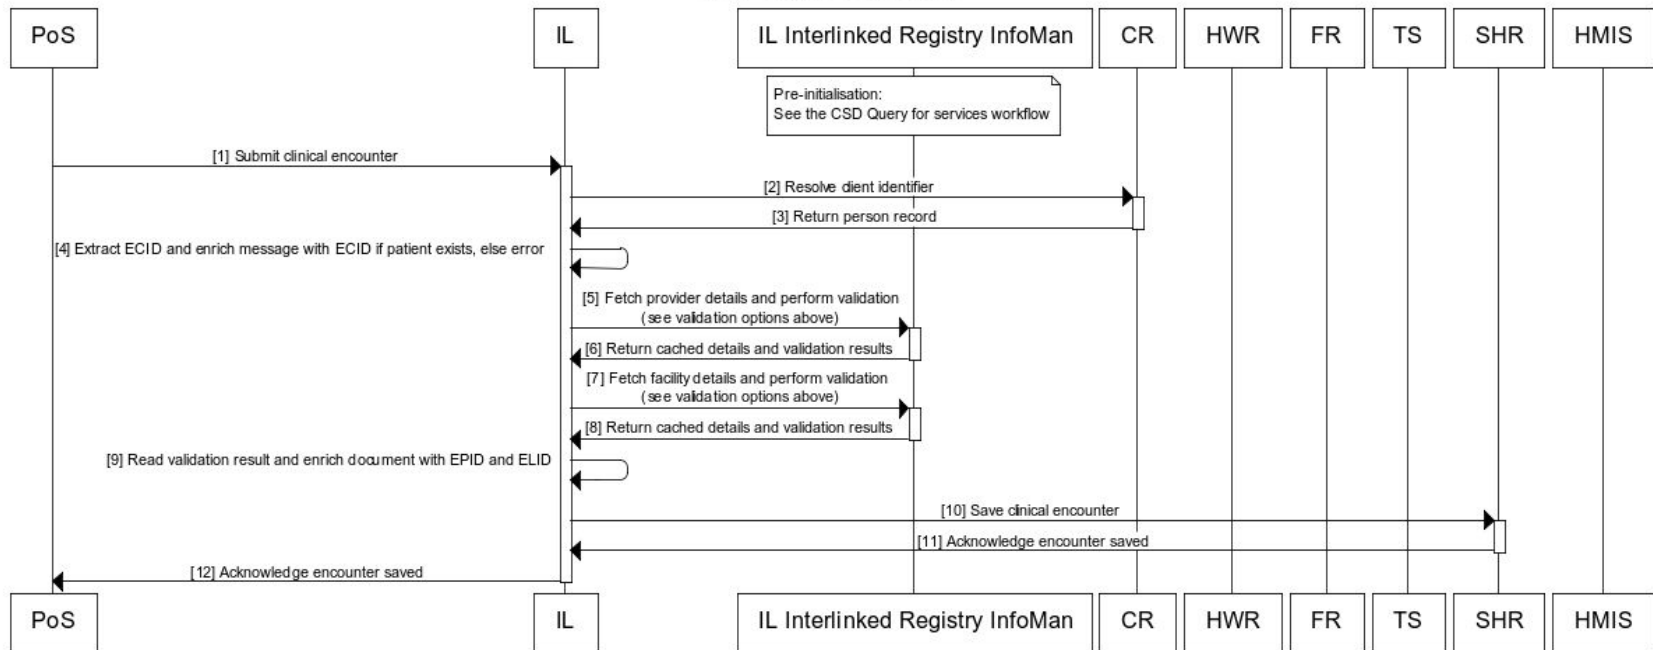 PoS IL IL Interlinked Registry InfoMan CR HWR FR TS SHR HMIS
Pre-initialisation:
See the CSD Query for services workflow
[1] Submit clinical encounter
[2] Resolve client identifier
[3] Return person record
[4] Extract ECID and enrich message with ECID if patient exists, else error
[5] Fetch provider details and perform validation
(see validation options above)
[6] Return cached details and validation results
[7] Fetch facility details and perform validation
(see validation options above)
[8] Return cached details and validation results
[9] Read validation result and enrich document with EPID and ELID
[10] Save clinical encounter
[11] Acknowledge encounter saved
[12] Acknowledge encounter saved
PoS IL IL Interlinked Registry InfoMan CR HWR FR TS SHR HMIS